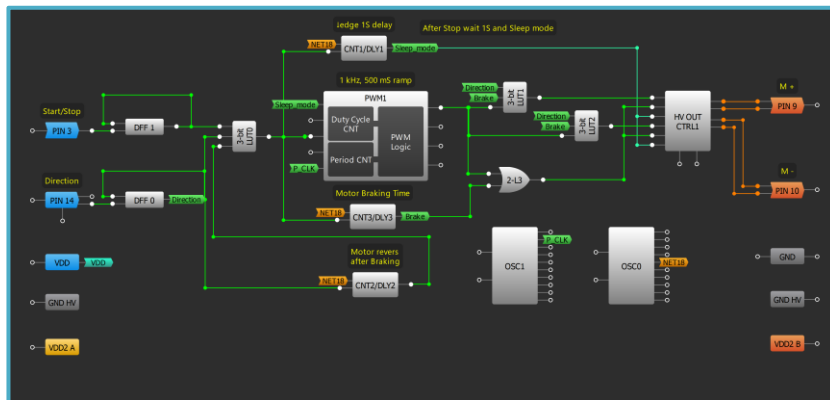 ₌edge 1S delay
After Stop wait 1S and Sleep mode
NET18
CNT1/DLY1
Sleep_mode
1 kHz, 500 mS ramp
M +
Sleep_mode
PWM1
Direction
Brake
3-bit LUT1
PIN 9
Start/Stop
Duty Cycle CNT
PWM Logic
Direction
Brake
3-bit LUT2
HV OUT CTRL1
PIN 3
DFF 1
3-bit LUT0
Period CNT
P_CLK
M -
Direction
2-L3
PIN 14
DFF 0
Direction
Motor Braking Time
PIN 10
NET18
CNT3/DLY3
Brake
OSC1
P_CLK
OSC0
NET18
Motor revers after Braking
NET18
CNT2/DLY2
VDD
VDD
GND
GND HV
GND HV
VDD2 A
VDD2 B